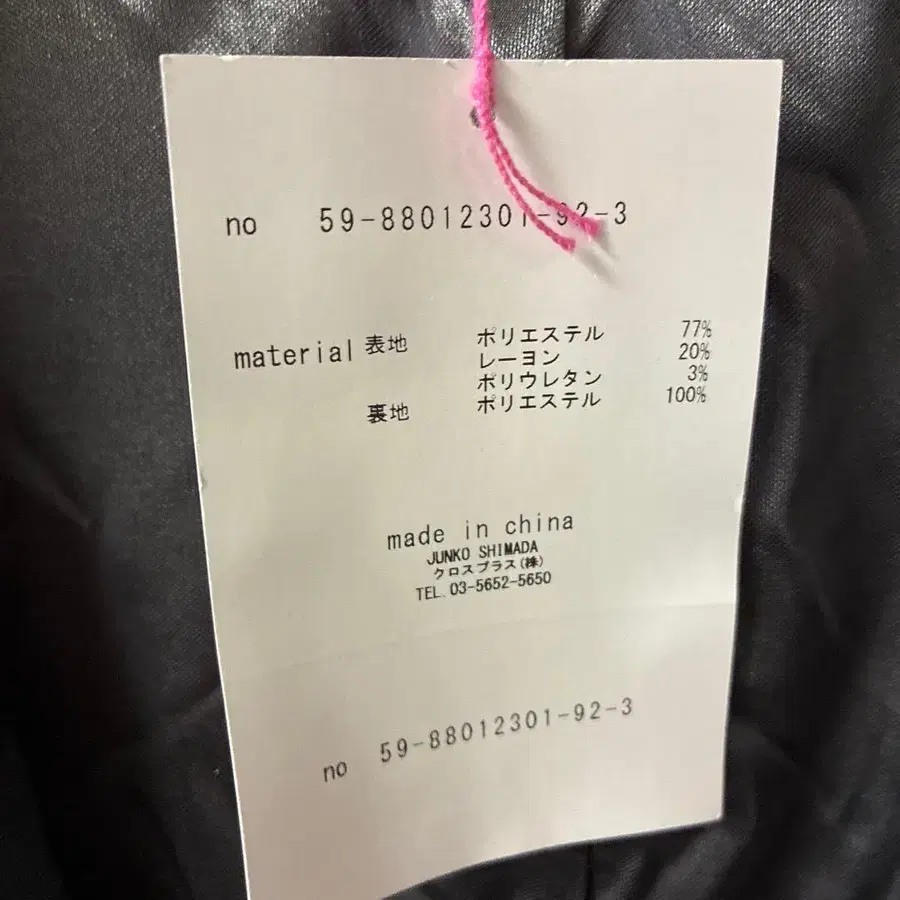 no 59-88012301-92-3
material 表地 ポリエステル 77%
レーヨン 20%
ポリウレタン 3%
裏地 ポリエステル 100%
made in china
JUNKO SHIMADA
クロスプラス(株)
TEL. 03-5652-5650
no 59-88012301-92-3